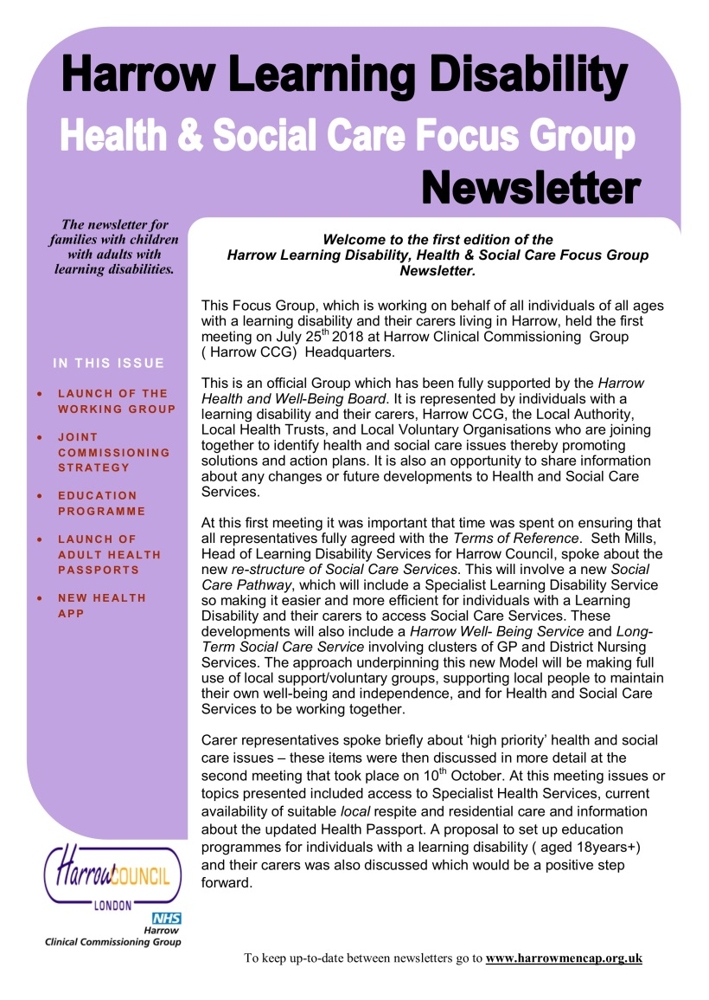 Harrow Learning Disability
Health & Social Care Focus Group
Newsletter
The newsletter for
families with children
with adults with
learning disabilities.
IN THIS ISSUE
• LAUNCH OF THE
WORKING GROUP
• JOINT
COMMISSIONING
STRATEGY
• EDUCATION
PROGRAMME
• LAUNCH OF
ADULT HEALTH
PASSPORTS
• NEW HEALTH
APP
Welcome to the first edition of the
Harrow Learning Disability, Health & Social Care Focus Group
Newsletter.
This Focus Group, which is working on behalf of all individuals of all ages
with a learning disability and their carers living in Harrow, held the first
meeting on July 25th 2018 at Harrow Clinical Commissioning Group
( Harrow CCG) Headquarters.
This is an official Group which has been fully supported by the Harrow
Health and Well-Being Board. It is represented by individuals with a
learning disability and their carers, Harrow CCG, the Local Authority,
Local Health Trusts, and Local Voluntary Organisations who are joining
together to identify health and social care issues thereby promoting
solutions and action plans. It is also an opportunity to share information
about any changes or future developments to Health and Social Care
Services.
At this first meeting it was important that time was spent on ensuring that
all representatives fully agreed with the Terms of Reference. Seth Mills,
Head of Learning Disability Services for Harrow Council, spoke about the
new re-structure of Social Care Services. This will involve a new Social
Care Pathway, which will include a Specialist Learning Disability Service
so making it easier and more efficient for individuals with a Learning
Disability and their carers to access Social Care Services. These
developments will also include a Harrow Well- Being Service and Long-
Term Social Care Service involving clusters of GP and District Nursing
Services. The approach underpinning this new Model will be making full
use of local support/voluntary groups, supporting local people to maintain
their own well-being and independence, and for Health and Social Care
Services to be working together.
Carer representatives spoke briefly about ‘high priority’ health and social
care issues – these items were then discussed in more detail at the
second meeting that took place on 10th October. At this meeting issues or
topics presented included access to Specialist Health Services, current
availability of suitable local respite and residential care and information
about the updated Health Passport. A proposal to set up education
programmes for individuals with a learning disability ( aged 18years+)
and their carers was also discussed which would be a positive step
forward.
HarrowCOUNCIL
LONDON
NHS
Harrow
Clinical Commissioning Group
To keep up-to-date between newsletters go to www.harrowmencap.org.uk